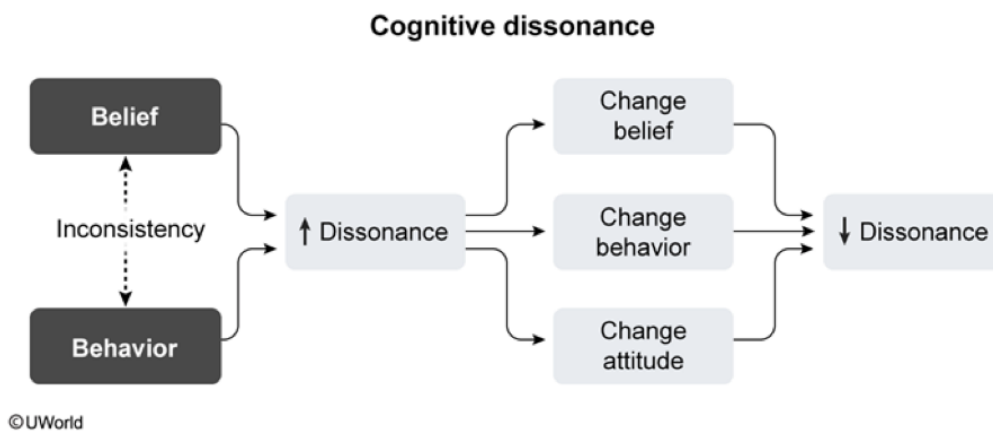 Cognitive dissonance
Belief
Inconsistency
Behavior
↑ Dissonance
Change
belief
Change
behavior
Change
attitude
↓ Dissonance
©UWorld